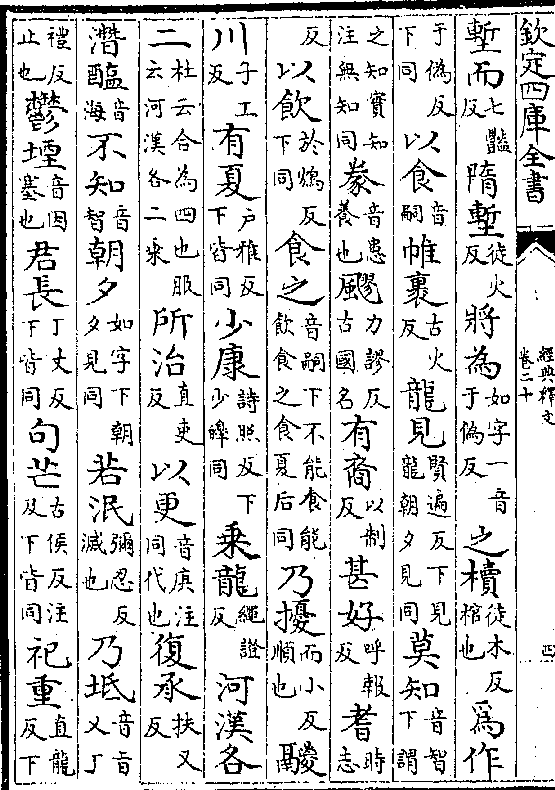 欽定四庫全書
經典釋文
卷二十
四
塹而七豔反隋塹徒火反將為如字一音于偽反之櫝徒木反棺也為作
于偽反下同以食音嗣帷裹古火反龍見賢遍反下見龍朝夕見同莫知音智下謂
之知實知注無知同豢音患養也飂力謬反古國名有裔以制反甚好呼報反耆時志
反以飲於鴆反下同食之音嗣下不能食能飲食之食夏后同乃擾而小反順也鬷
川子工反有夏戶雅反下皆同少康詩照反下少皞同乗龍繩證反河漢各
二杜云合為四也服云河漢各二乘所治直吏反以更音庚注同代也復承扶又反
潛醢音海不知音智朝夕如字下朝夕見同若泯彌忍反滅也乃坻音旨又丁
禮反止也鬱堙音因塞也君長丁丈反下皆同句芒古侯反注及下皆同祀重直龍反下